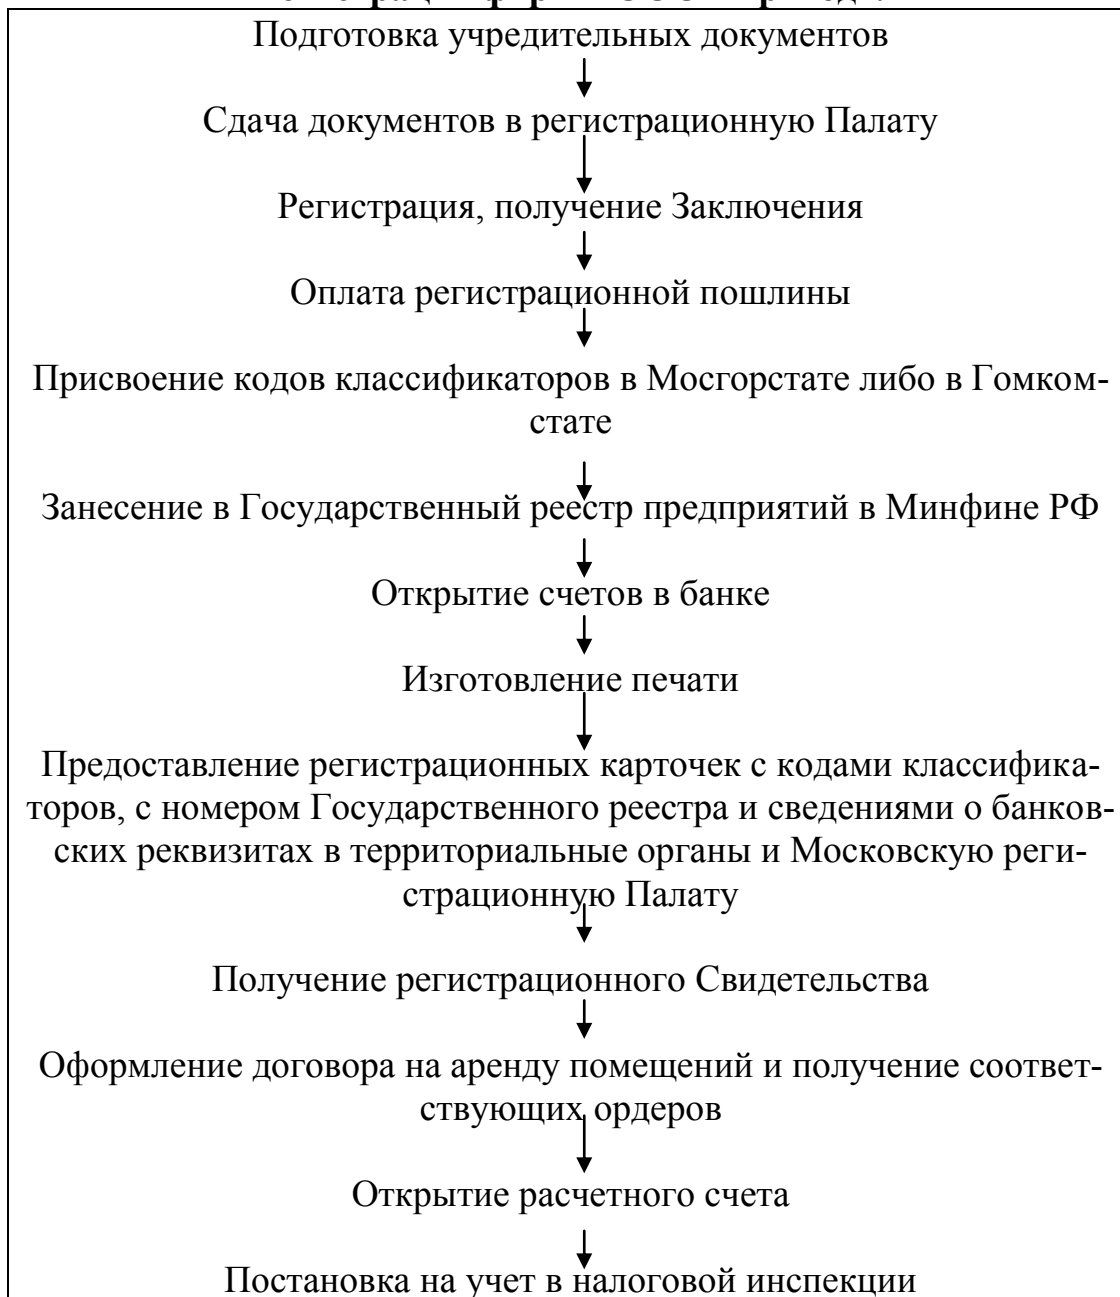 Подготовка учредительных документов
Сдача документов в регистрационную Палату
Регистрация, получение Заключения
Оплата регистрационной пошлины
Присвоение кодов классификаторов в Мосгорстате либо в Гомком-
стате
Занесение в Государственный реестр предприятий в Минфине РФ
Открытие счетов в банке
Изготовление печати
Предоставление регистрационных карточек с кодами классифика-
торов, с номером Государственного реестра и сведениями о банков-
ских реквизитах в территориальные органы и Московскую реги-
страционную Палату
Получение регистрационного Свидетельства
Оформление договора на аренду помещений и получение соответ-
ствующих ордеров
Открытие расчетного счета
Постановка на учет в налоговой инспекции